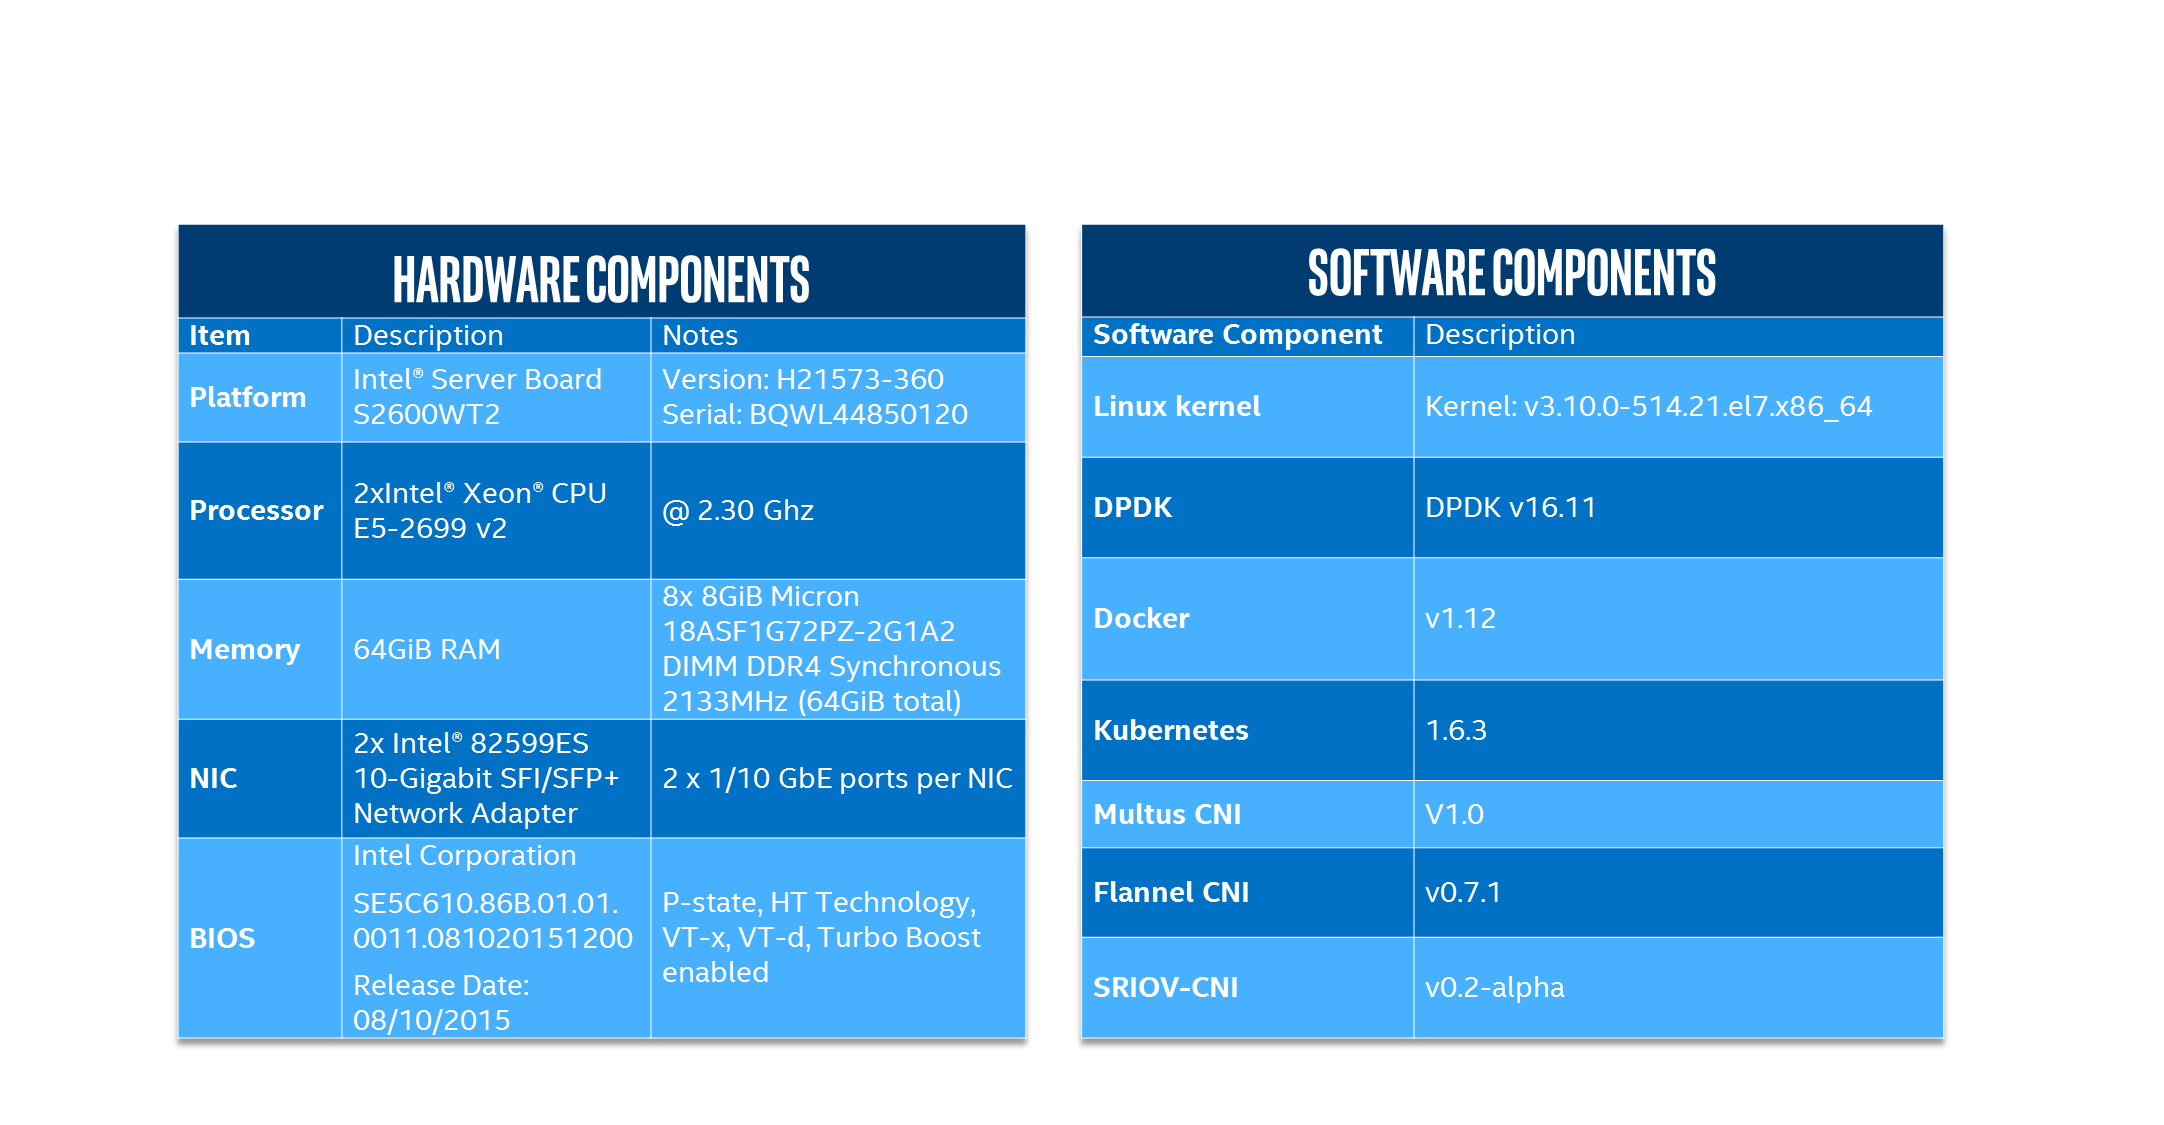 HARDWARE COMPONENTS
Item Description Notes
Platform
Intel® Server Board
S2600WT2
Version: H21573-360
Serial: BQWL44850120
Processor
2xIntel® Xeon® CPU
E5-2699 v2
@ 2.30 Ghz
Memory
64GiB RAM
8x 8GiB Micron
18ASF1G72PZ-2G1A2
DIMM DDR4 Synchronous
2133MHz (64GiB total)
NIC
2x Intel® 82599ES
10-Gigabit SFI/SFP+
Network Adapter
2 x 1/10 GbE ports per NIC
BIOS
Intel Corporation
SE5C610.86B.01.01.
0011.081020151200
Release Date:
08/10/2015
P-state, HT Technology,
VT-x, VT-d, Turbo Boost
enabled
SOFTWARE COMPONENTS
Software Component Description
Linux kernel Kernel: v3.10.0-514.21.el7.x86_64
DPDK DPDK v16.11
Docker v1.12
Kubernetes 1.6.3
Multus CNI V1.0
Flannel CNI v0.7.1
SRIOV-CNI v0.2-alpha